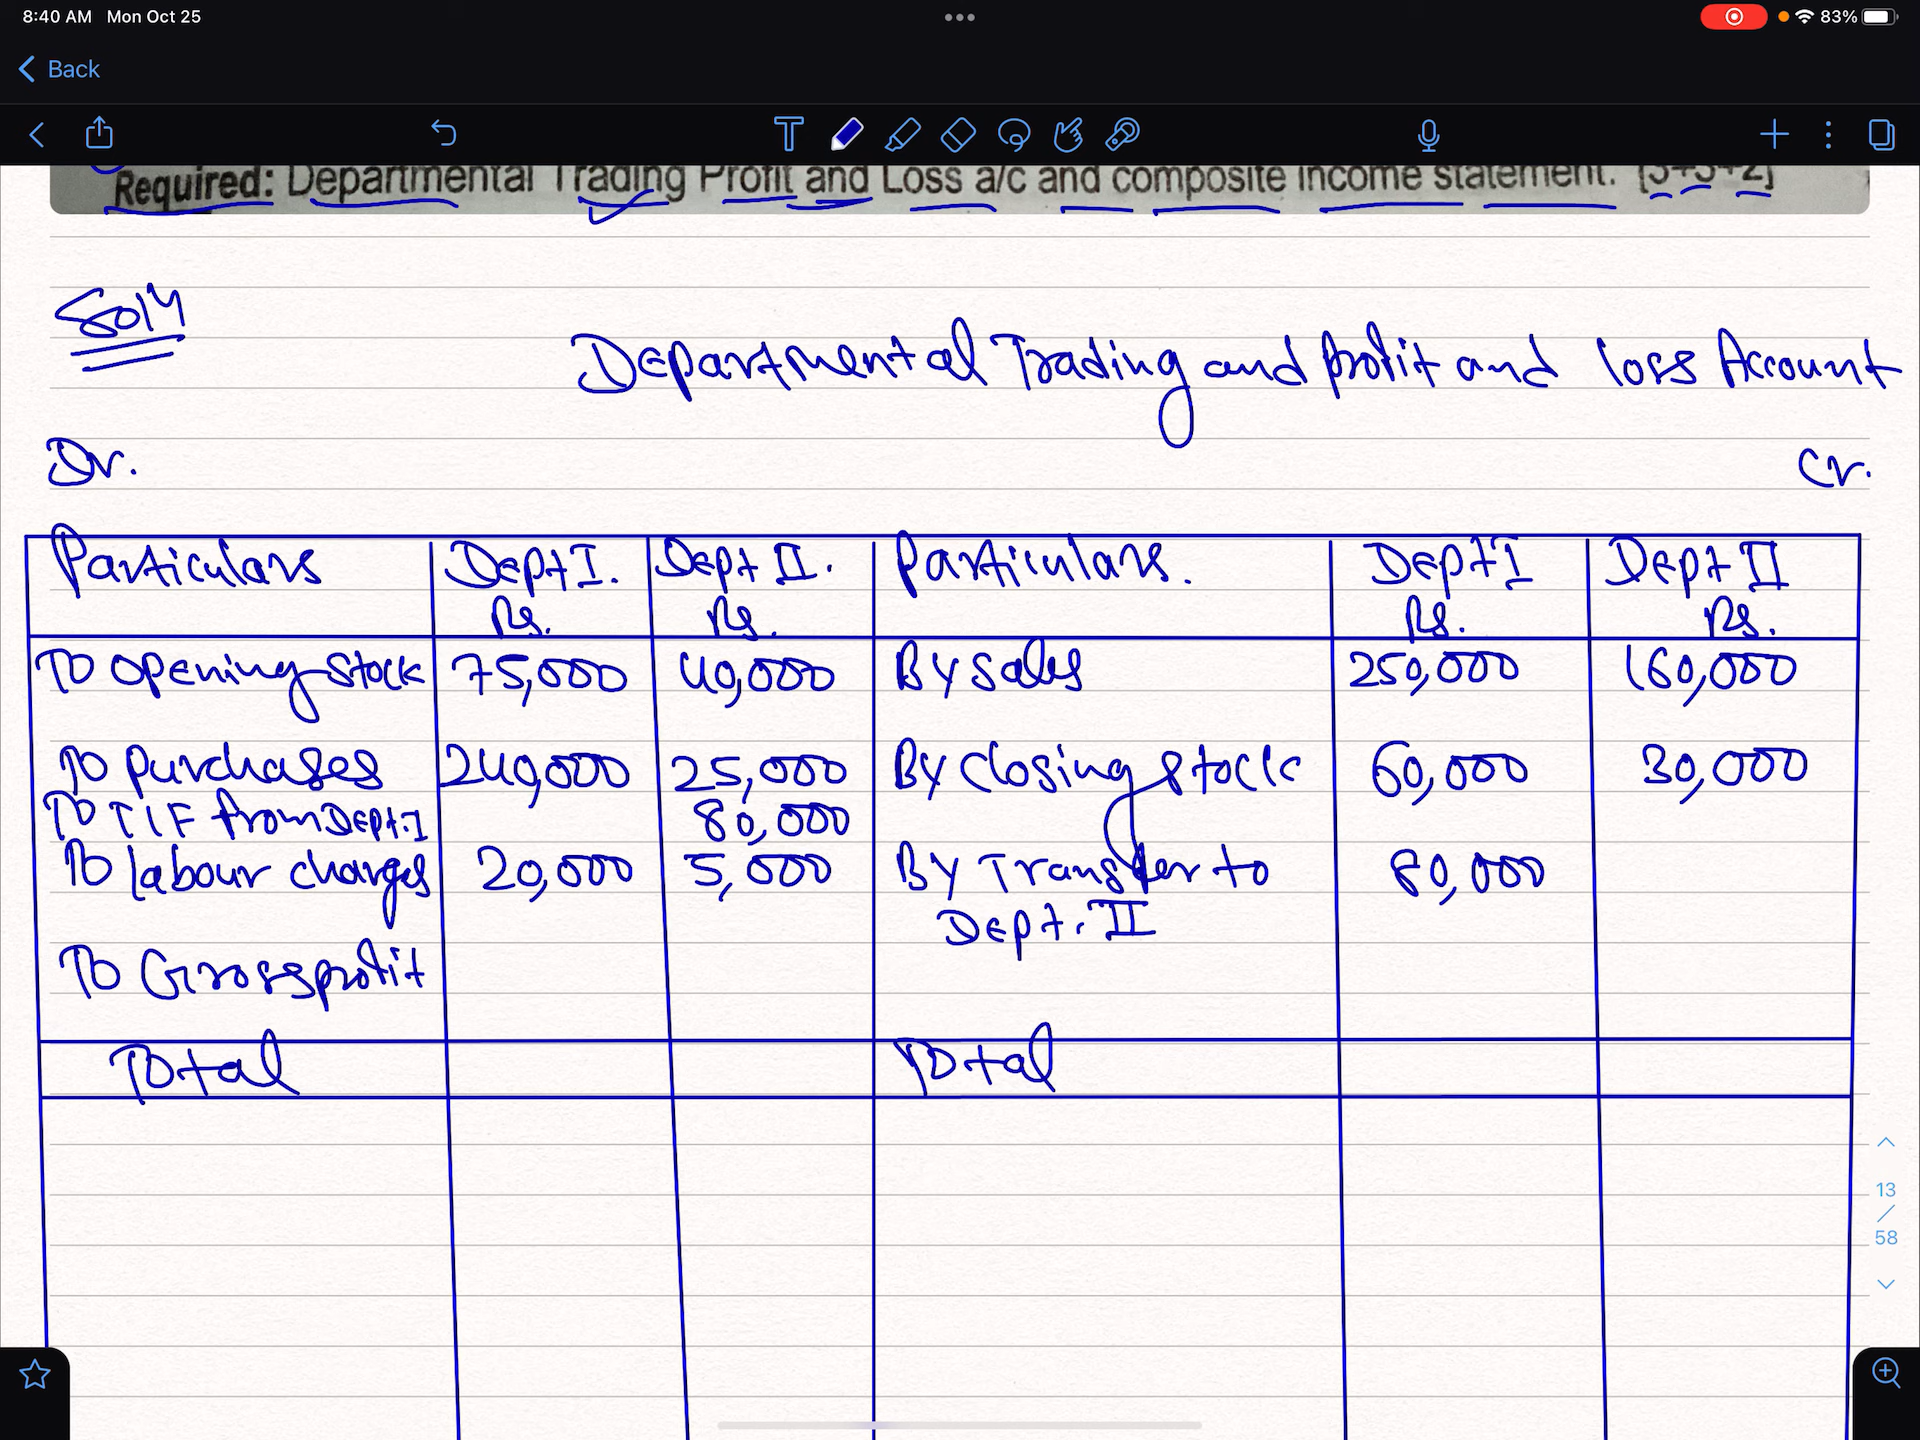 8:40 AM Mon Oct 25
83%
Back
Required: Departmental Trading Profit and Loss a/c and composite income statement. [5+3+2]
Soln
Departmental Trading and profit and loss Account
Dr.
Cr.
Particulars Dept I. Dept II. Particulars. Dept I Dept II
Rs. Rs. Rs. Rs.
To opening stock 75,000 40,000 By sales 250,000 160,000
To purchases 240,000 25,000 By closing stock 60,000 30,000
To T/F from Dept. I 80,000
To labour charges 20,000 5,000 By Transfer to 80,000
Dept. II
To Gross profit
Total Total
13
/
58